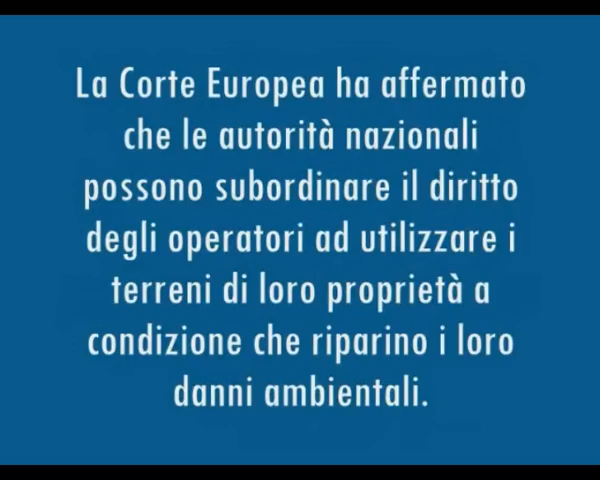 La Corte Europea ha affermato
che le autorità nazionali
possono subordinare il diritto
degli operatori ad utilizzare i
terreni di loro proprietà a
condizione che riparino i loro
danni ambientali.